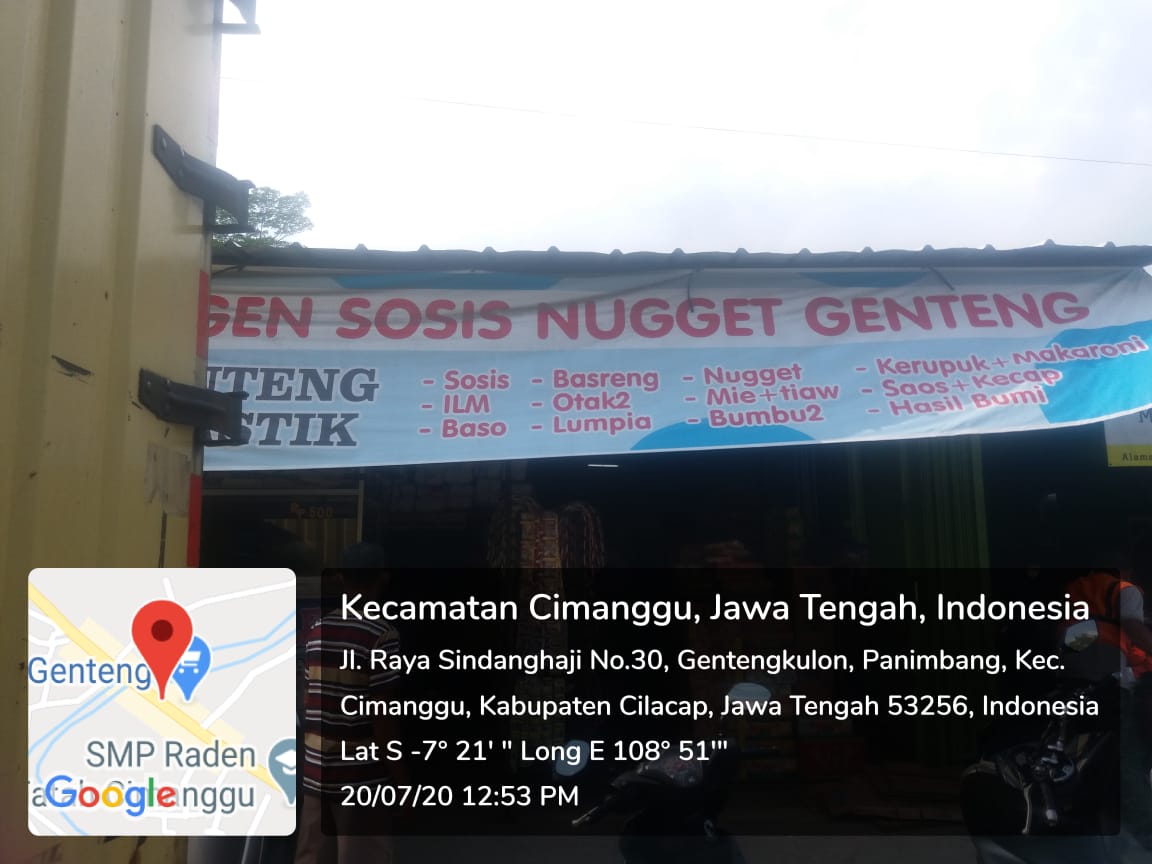 GEN SOSIS NUGGET GENTENG
TENG
STIK
- Sosis
- ILM
- Baso
- Basreng
- Otak2
- Lumpia
- Nugget
- Mie+tiaw
- Bumbu2
- Kerupuk+Makaroni
- Saos+Kecap
- Hasil Bumi
Alama
RP500
Genteng
SMP Raden
Google
Kecamatan Cimanggu, Jawa Tengah, Indonesia
Jl. Raya Sindanghaji No.30, Gentengkulon, Panimbang, Kec.
Cimanggu, Kabupaten Cilacap, Jawa Tengah 53256, Indonesia
Lat S -7° 21' " Long E 108° 51'"
20/07/20 12:53 PM